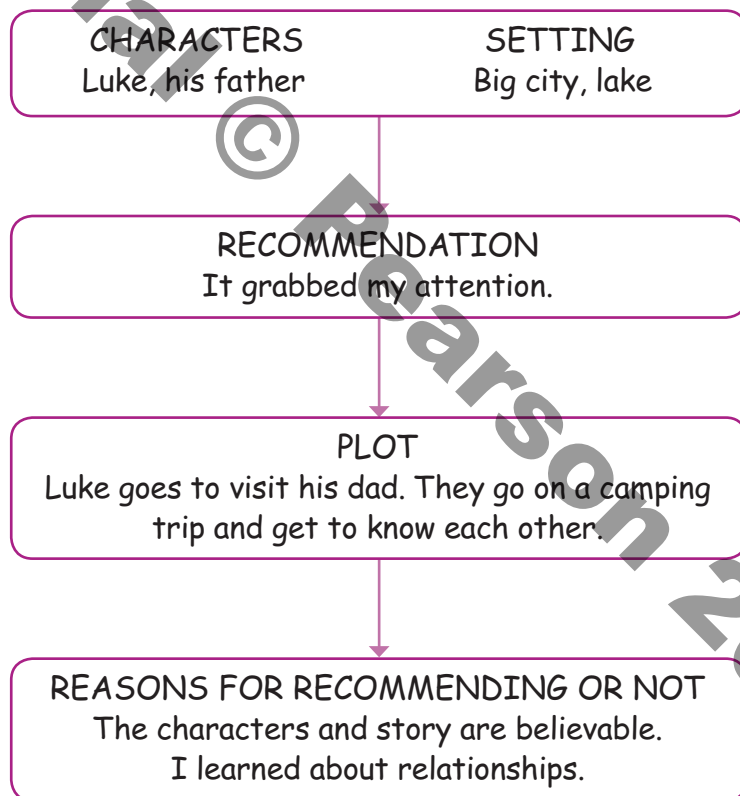 CHARACTERS
Luke, his father
SETTING
Big city, lake
RECOMMENDATION
It grabbed my attention.
PLOT
Luke goes to visit his dad. They go on a camping
trip and get to know each other.
REASONS FOR RECOMMENDING OR NOT
The characters and story are believable.
I learned about relationships.
© Pearson